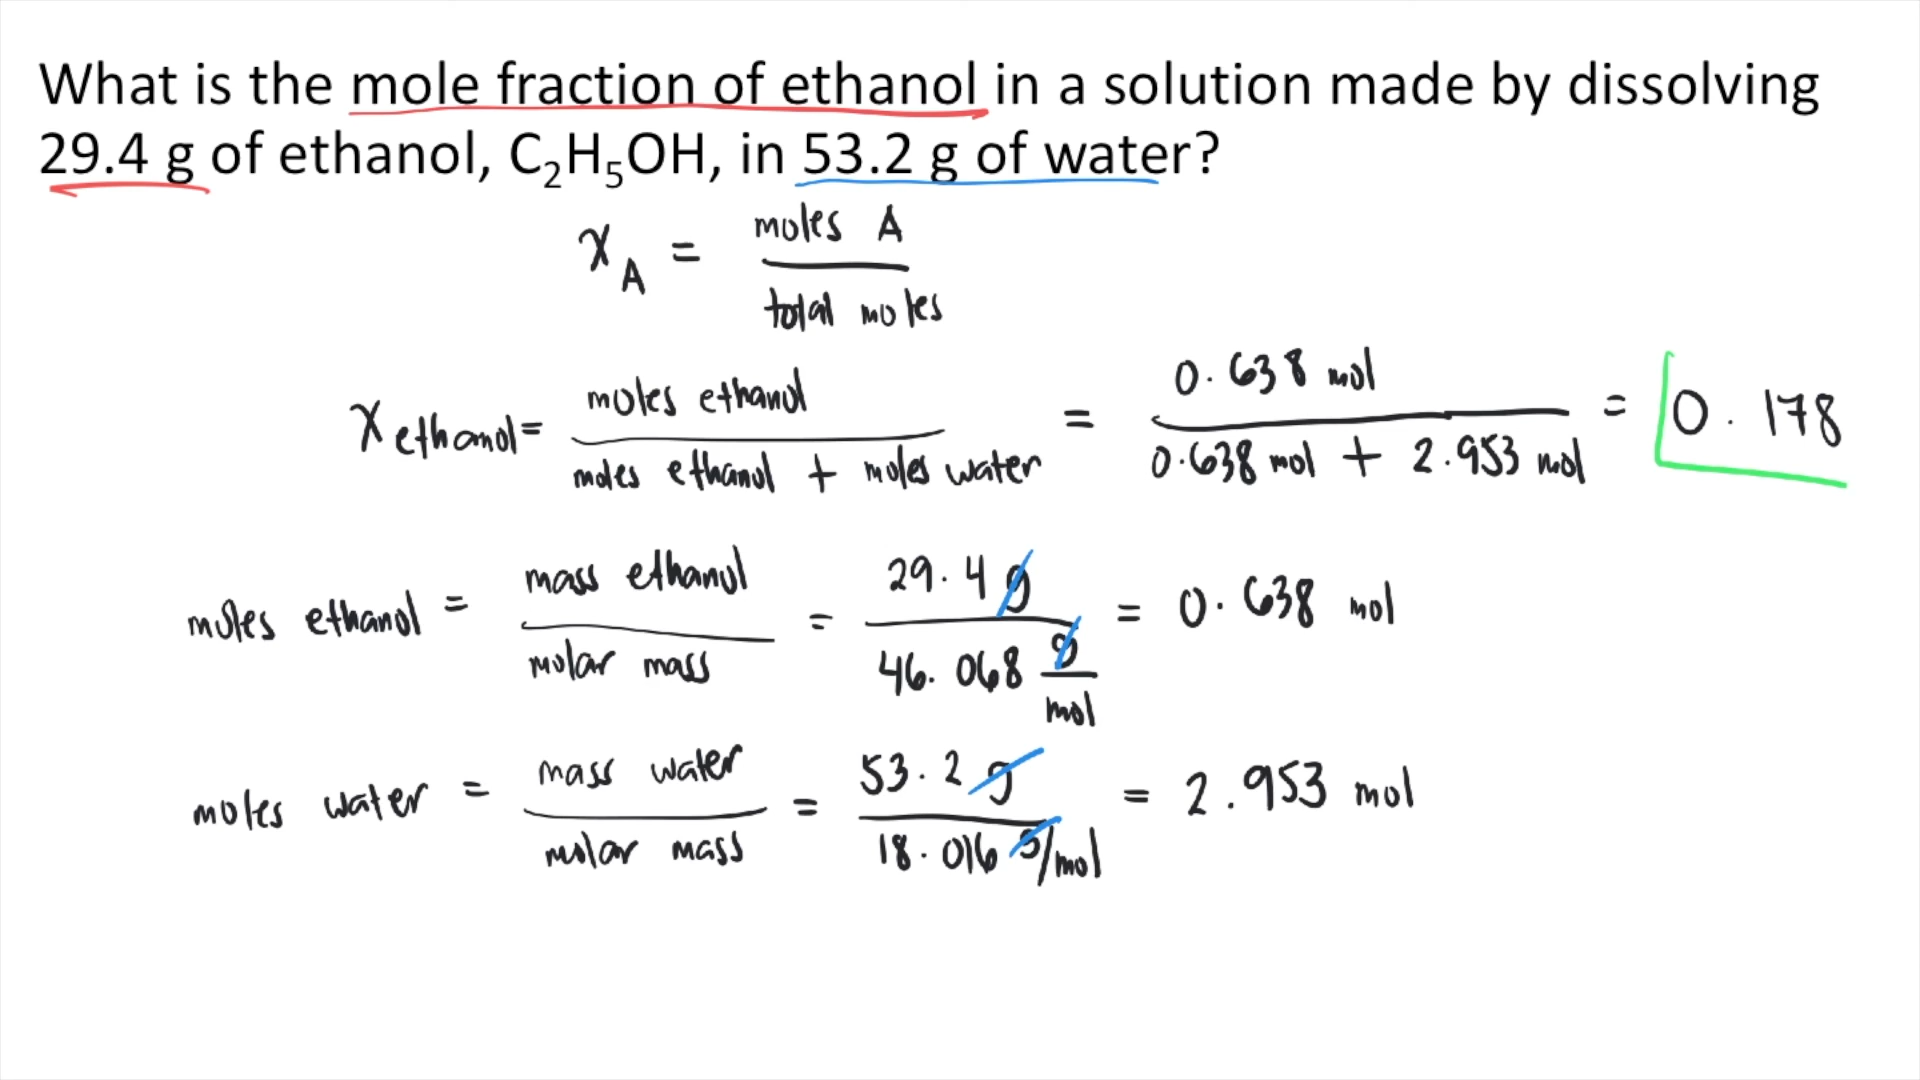 What is the mole fraction of ethanol in a solution made by dissolving
29.4 g of ethanol, C₂H₅OH, in 53.2 g of water?
χ_A = moles A / total moles
χ_ethanol = moles ethanol / moles ethanol + moles water = 0.638 mol / 0.638 mol + 2.953 mol = 0.178
moles ethanol = mass ethanol / molar mass = 29.4 g / 46.068 g/mol = 0.638 mol
moles water = mass water / molar mass = 53.2 g / 18.016 g/mol = 2.953 mol